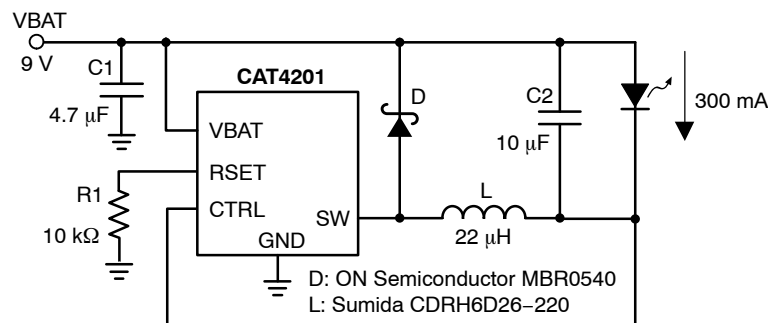 VBAT
9 V
C1
4.7 μF
CAT4201
VBAT
RSET
CTRL
SW
GND
R1
10 kΩ
D
C2
10 μF
300 mA
L
22 μH
D: ON Semiconductor MBR0540
L: Sumida CDRH6D26−220